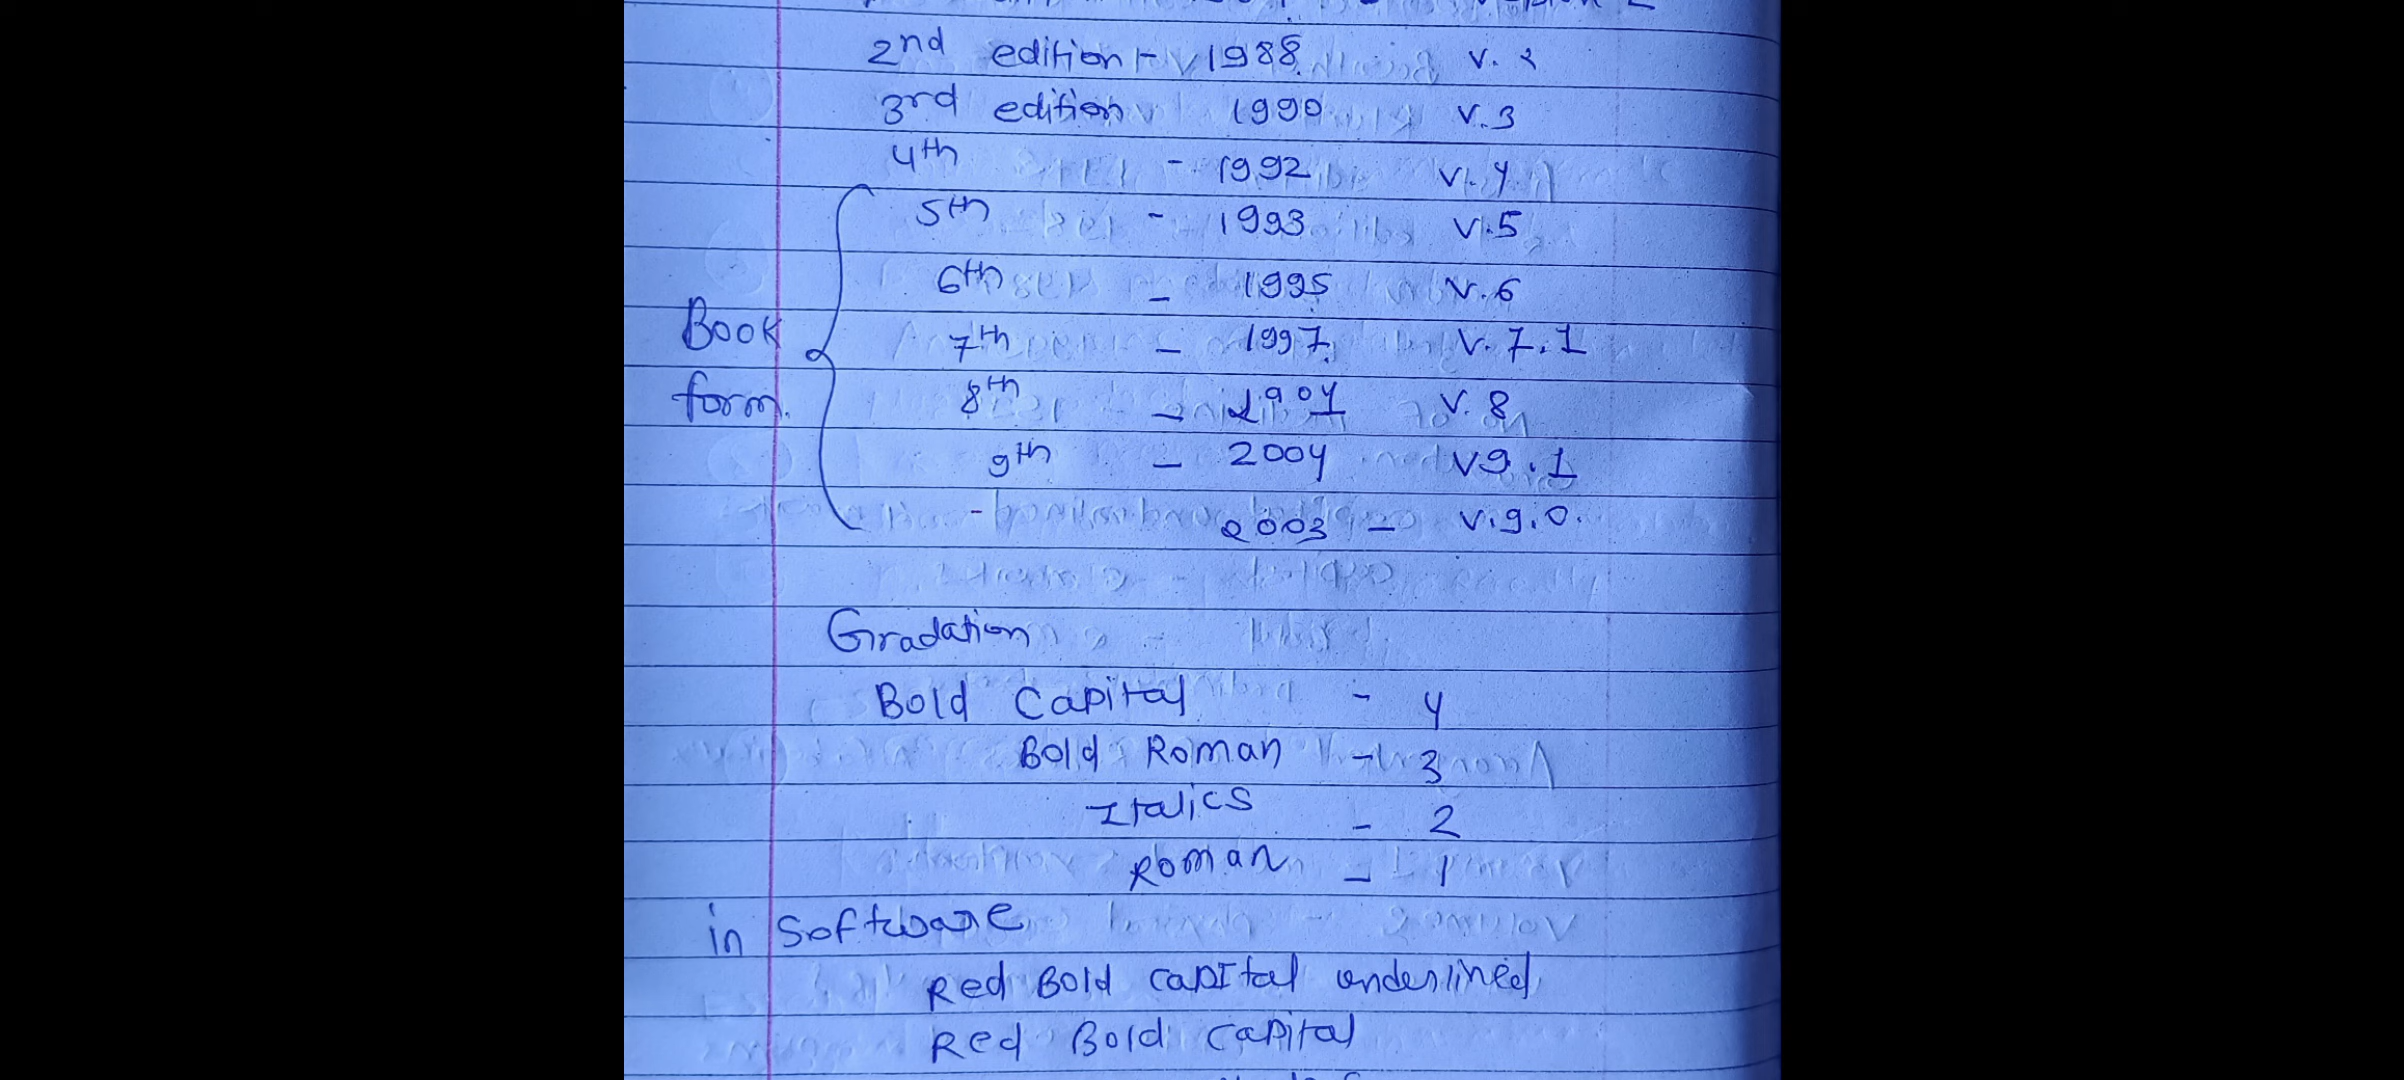 2nd edition - 1988 v. 2
3rd edition 1990 v.3
4th - 1992 v. 4
5th - 1993 v.5
6th - 1995 v.6
7th - 1997 v. 7.1
8th - v. 8
9th - 2004 v9.1
- 2003 - v.9.0.
Book
form.
Gradation
Bold Capital - 4
Bold Roman - 3
Italics - 2
Roman - 1
in Software
Red Bold capital underlined
Red Bold capital